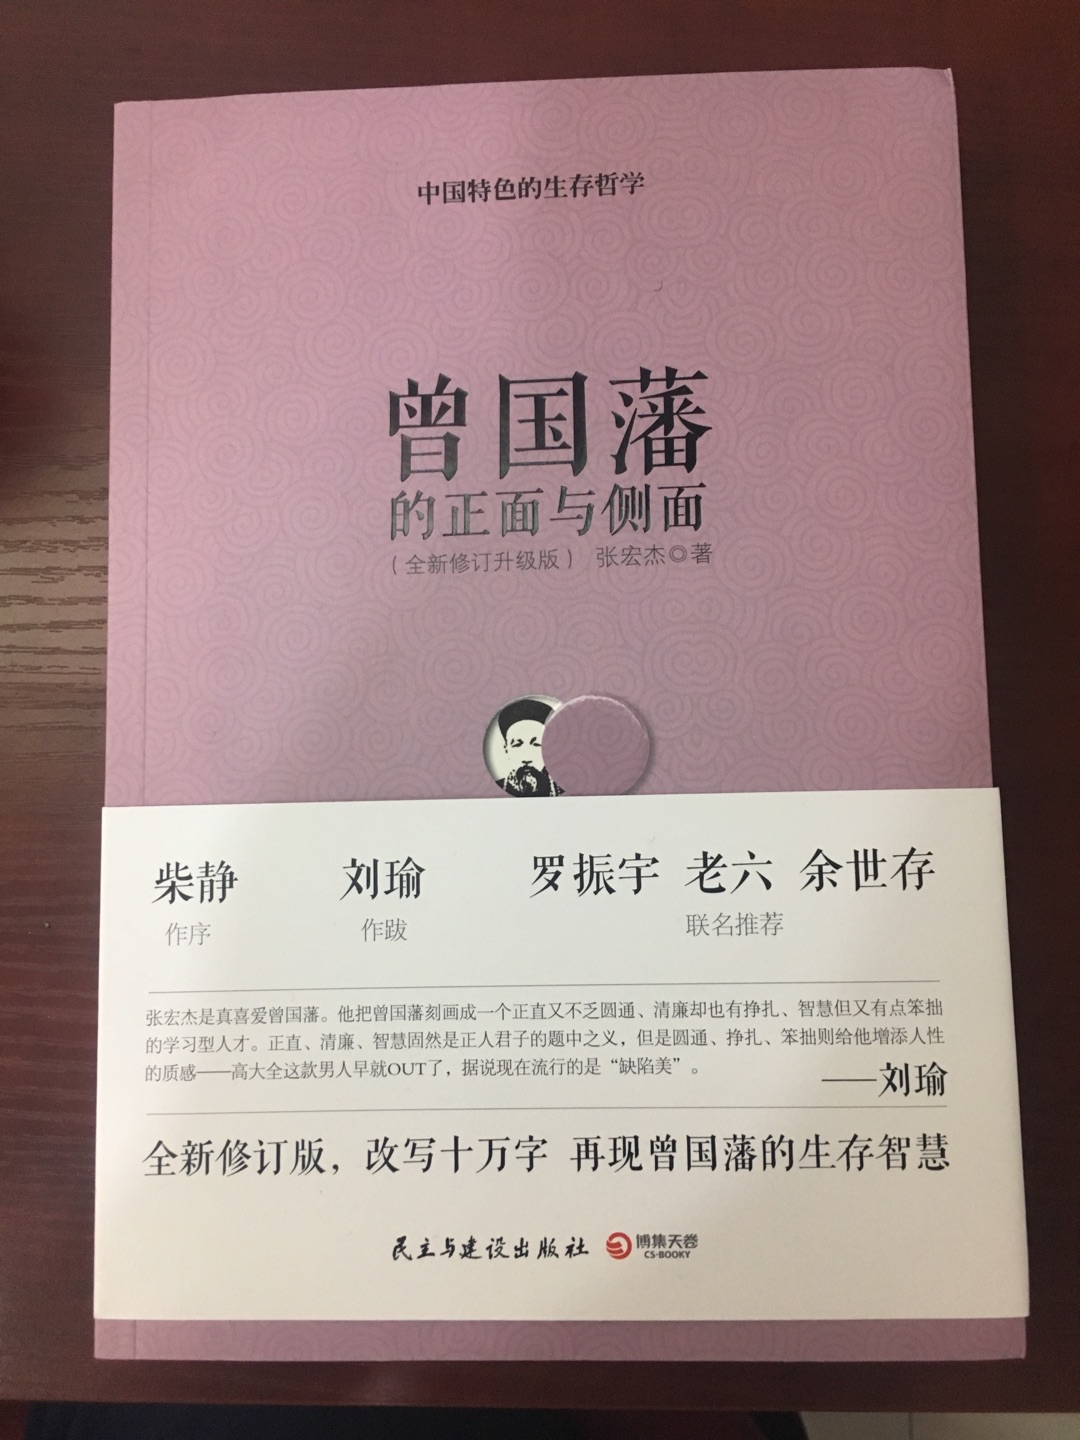 中国特色的生存哲学
曾国藩
的正面与侧面
（全新修订升级版） 张宏杰◎著
柴静 刘瑜 罗振宇 老六 余世存
作序 作跋 联名推荐
张宏杰是真喜爱曾国藩。他把曾国藩刻画成一个正直又不乏圆通、清廉却也有挣扎、智慧但又有点笨拙
的学习型人才。正直、清廉、智慧固然是正人君子的题中之义，但是圆通、挣扎、笨拙则给他增添人性
的质感——高大全这款男人早就OUT了，据说现在流行的是“缺陷美”。
——刘瑜
全新修订版，改写十万字 再现曾国藩的生存智慧
民主与建设出版社 博集天卷
CS-BOOKY